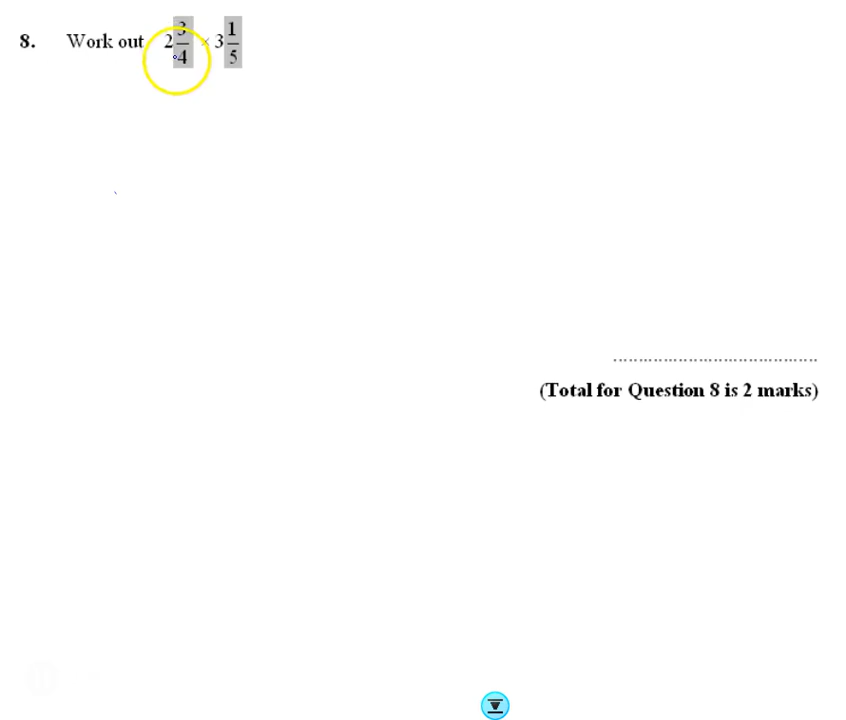 8. Work out 2 3/4 × 3 1/5
........................................
(Total for Question 8 is 2 marks)